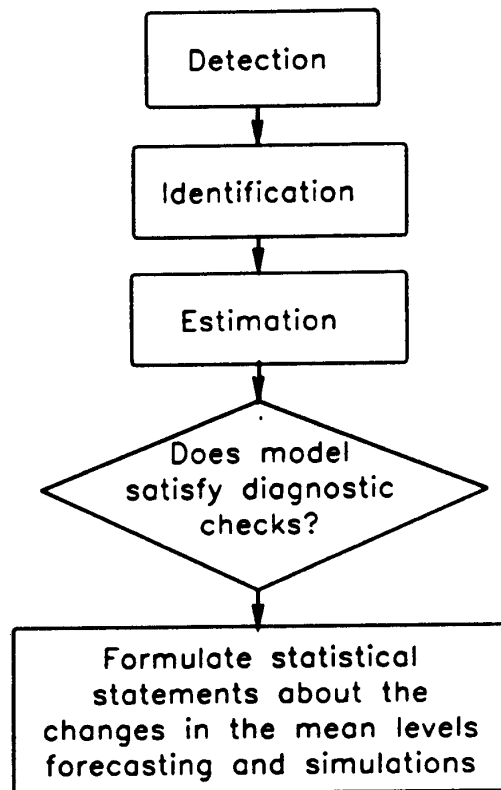 Detection
Identification
Estimation
Does model
satisfy diagnostic
checks?
Formulate statistical
statements about the
changes in the mean levels
forecasting and simulations